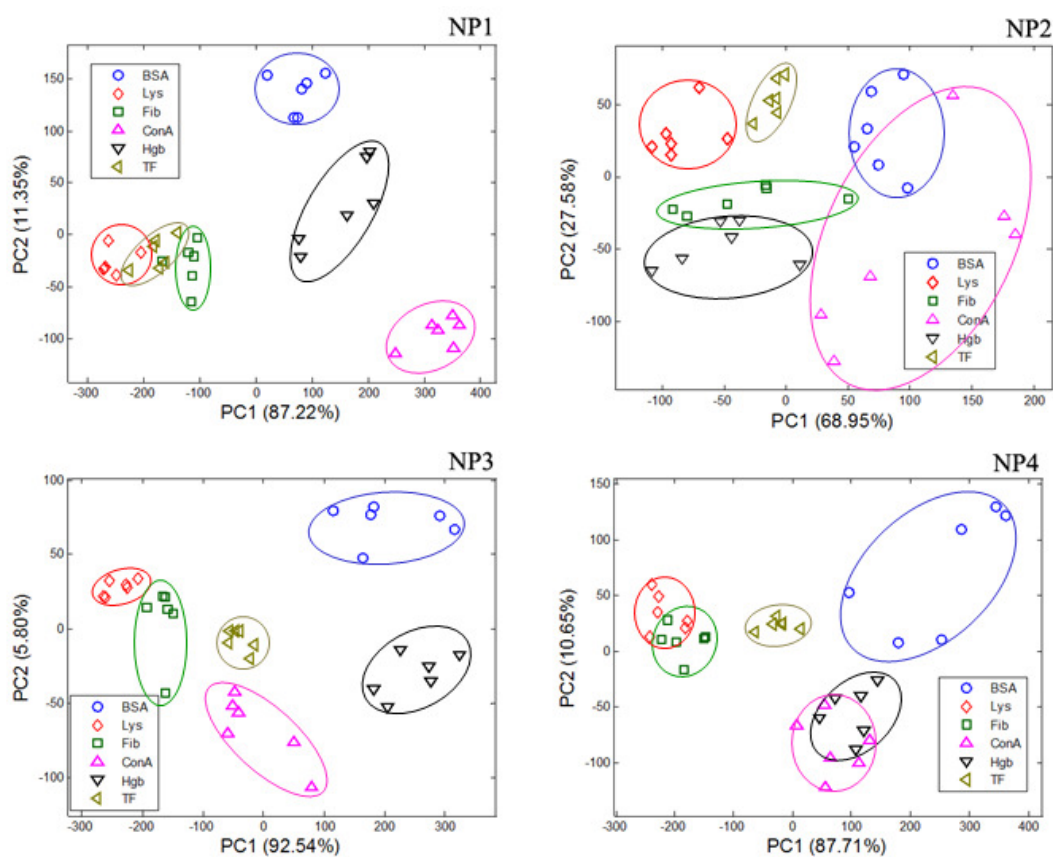 NP1
150
100
50
0
-50
-100
PC2 (11.35%)
BSA
Lys
Fib
ConA
Hgb
TF
-300 -200 -100 0 100 200 300 400
PC1 (87.22%)
NP2
50
0
-50
-100
PC2 (27.58%)
BSA
Lys
Fib
ConA
Hgb
TF
-100 -50 0 50 100 150 200
PC1 (68.95%)
NP3
100
50
0
-50
-100
PC2 (5.80%)
BSA
Lys
Fib
ConA
Hgb
TF
-300 -200 -100 0 100 200 300
PC1 (92.54%)
NP4
150
100
50
0
-50
-100
PC2 (10.65%)
BSA
Lys
Fib
ConA
Hgb
TF
-300 -200 -100 0 100 200 300 400
PC1 (87.71%)